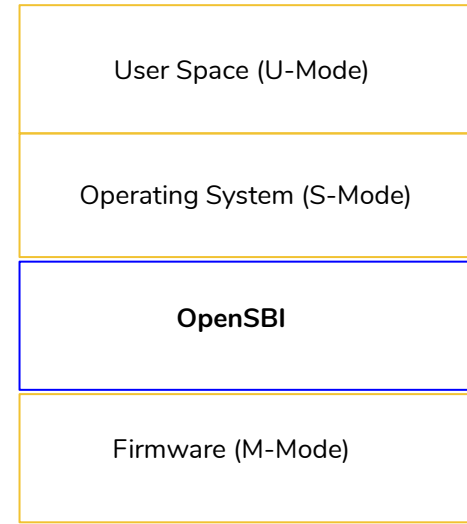 User Space (U-Mode)
Operating System (S-Mode)
OpenSBI
Firmware (M-Mode)